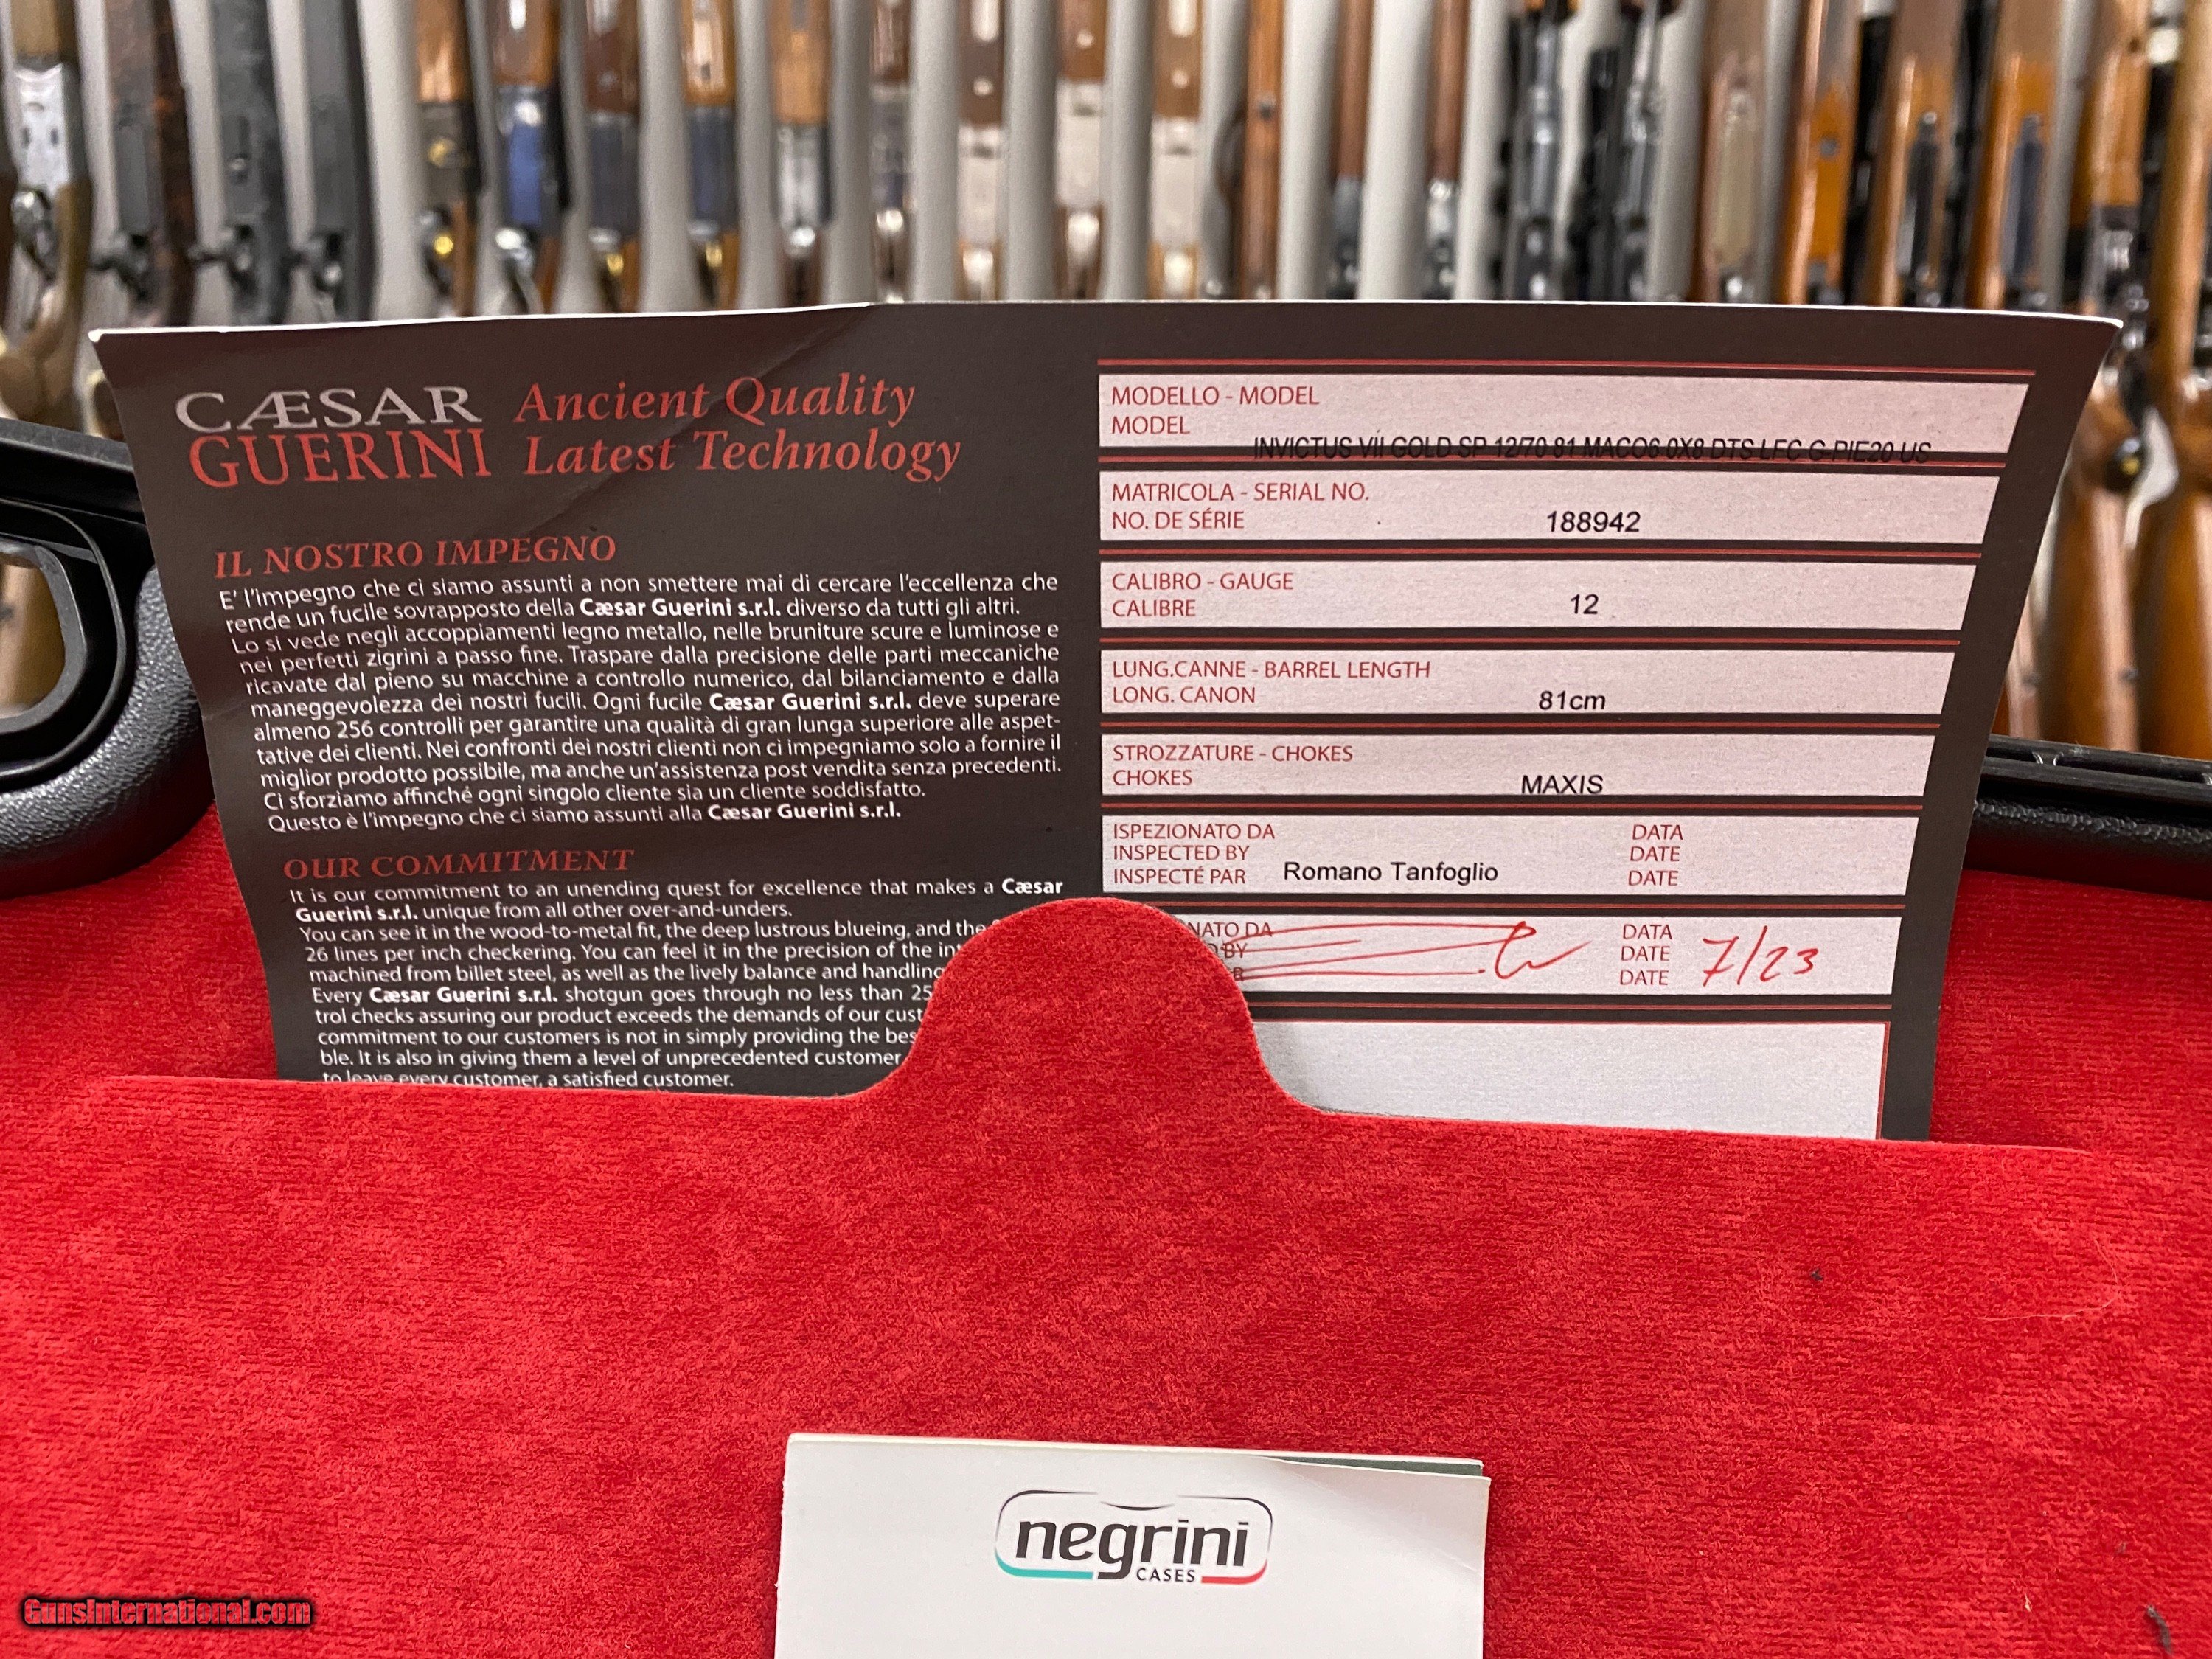 CÆSAR
GUERINI
Ancient Quality
Latest Technology
IL NOSTRO IMPEGNO
E' l'impegno che ci siamo assunti a non smettere mai di cercare l'eccellenza che
rende un fucile sovrapposto della Cæsar Guerini s.r.l. diverso da tutti gli altri.
Lo si vede negli accoppiamenti legno metallo, nelle bruniture scure e luminose e
nei perfetti zigrini a passo fine. Traspare dalla precisione delle parti meccaniche
ricavate dal pieno su macchine a controllo numerico, dal bilanciamento e dalla
maneggevolezza dei nostri fucili. Ogni fucile Cæsar Guerini s.r.l. deve superare
almeno 256 controlli per garantire una qualità di gran lunga superiore alle aspet-
tative dei clienti. Nei confronti dei nostri clienti non ci impegniamo solo a fornire il
miglior prodotto possibile, ma anche un'assistenza post vendita senza precedenti.
Ci sforziamo affinché ogni singolo cliente sia un cliente soddisfatto.
Questo è l'impegno che ci siamo assunti alla Cæsar Guerini s.r.l.
OUR COMMITMENT
It is our commitment to an unending quest for excellence that makes a Cæsar
Guerini s.r.l. unique from all other over-and-unders.
You can see it in the wood-to-metal fit, the deep lustrous blueing, and the
26 lines per inch checkering. You can feel it in the precision of the
machined from billet steel, as well as the lively balance and handling
Every Cæsar Guerini s.r.l. shotgun goes through no less than 25
trol checks assuring our product exceeds the demands of our cust
commitment to our customers is not in simply providing the bes
ble. It is also in giving them a level of unprecedented customer
to leave every customer, a satisfied customer.
MODELLO - MODEL
MODEL
INVICTUS VII GOLD SP 12/70 81 MACO6 0X8 DTS LFC G-PIE20 US
MATRICOLA - SERIAL NO.
NO. DE SÉRIE
188942
CALIBRO - GAUGE
CALIBRE
12
LUNG.CANNE - BARREL LENGTH
LONG. CANON
81cm
STROZZATURE - CHOKES
CHOKES
MAXIS
ISPEZIONATO DA
INSPECTED BY
INSPECTÉ PAR
Romano Tanfoglio
DATA
DATE
DATE
NATO DA
BY
R
DATA
DATE
DATE
7/23
negrini
CASES
GunsInternational.com